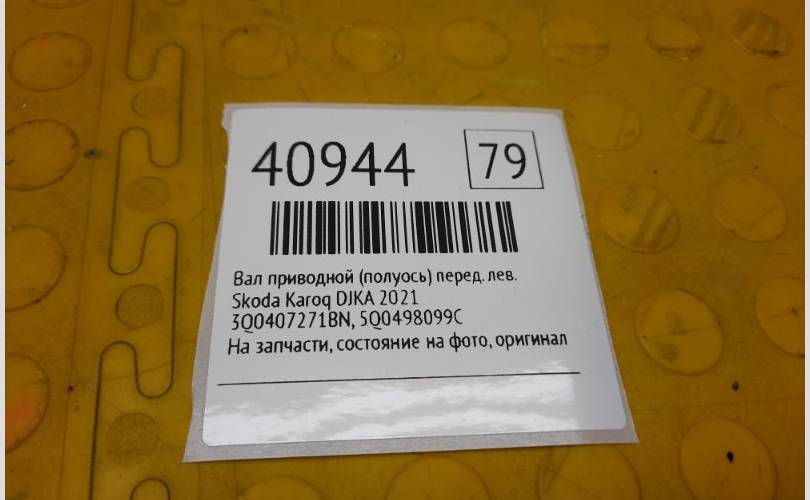 40944 79
Вал приводной (полуось) перед. лев.
Skoda Karoq DJKA 2021
3Q0407271BN, 5Q0498099C
На запчасти, состояние на фото, оригинал